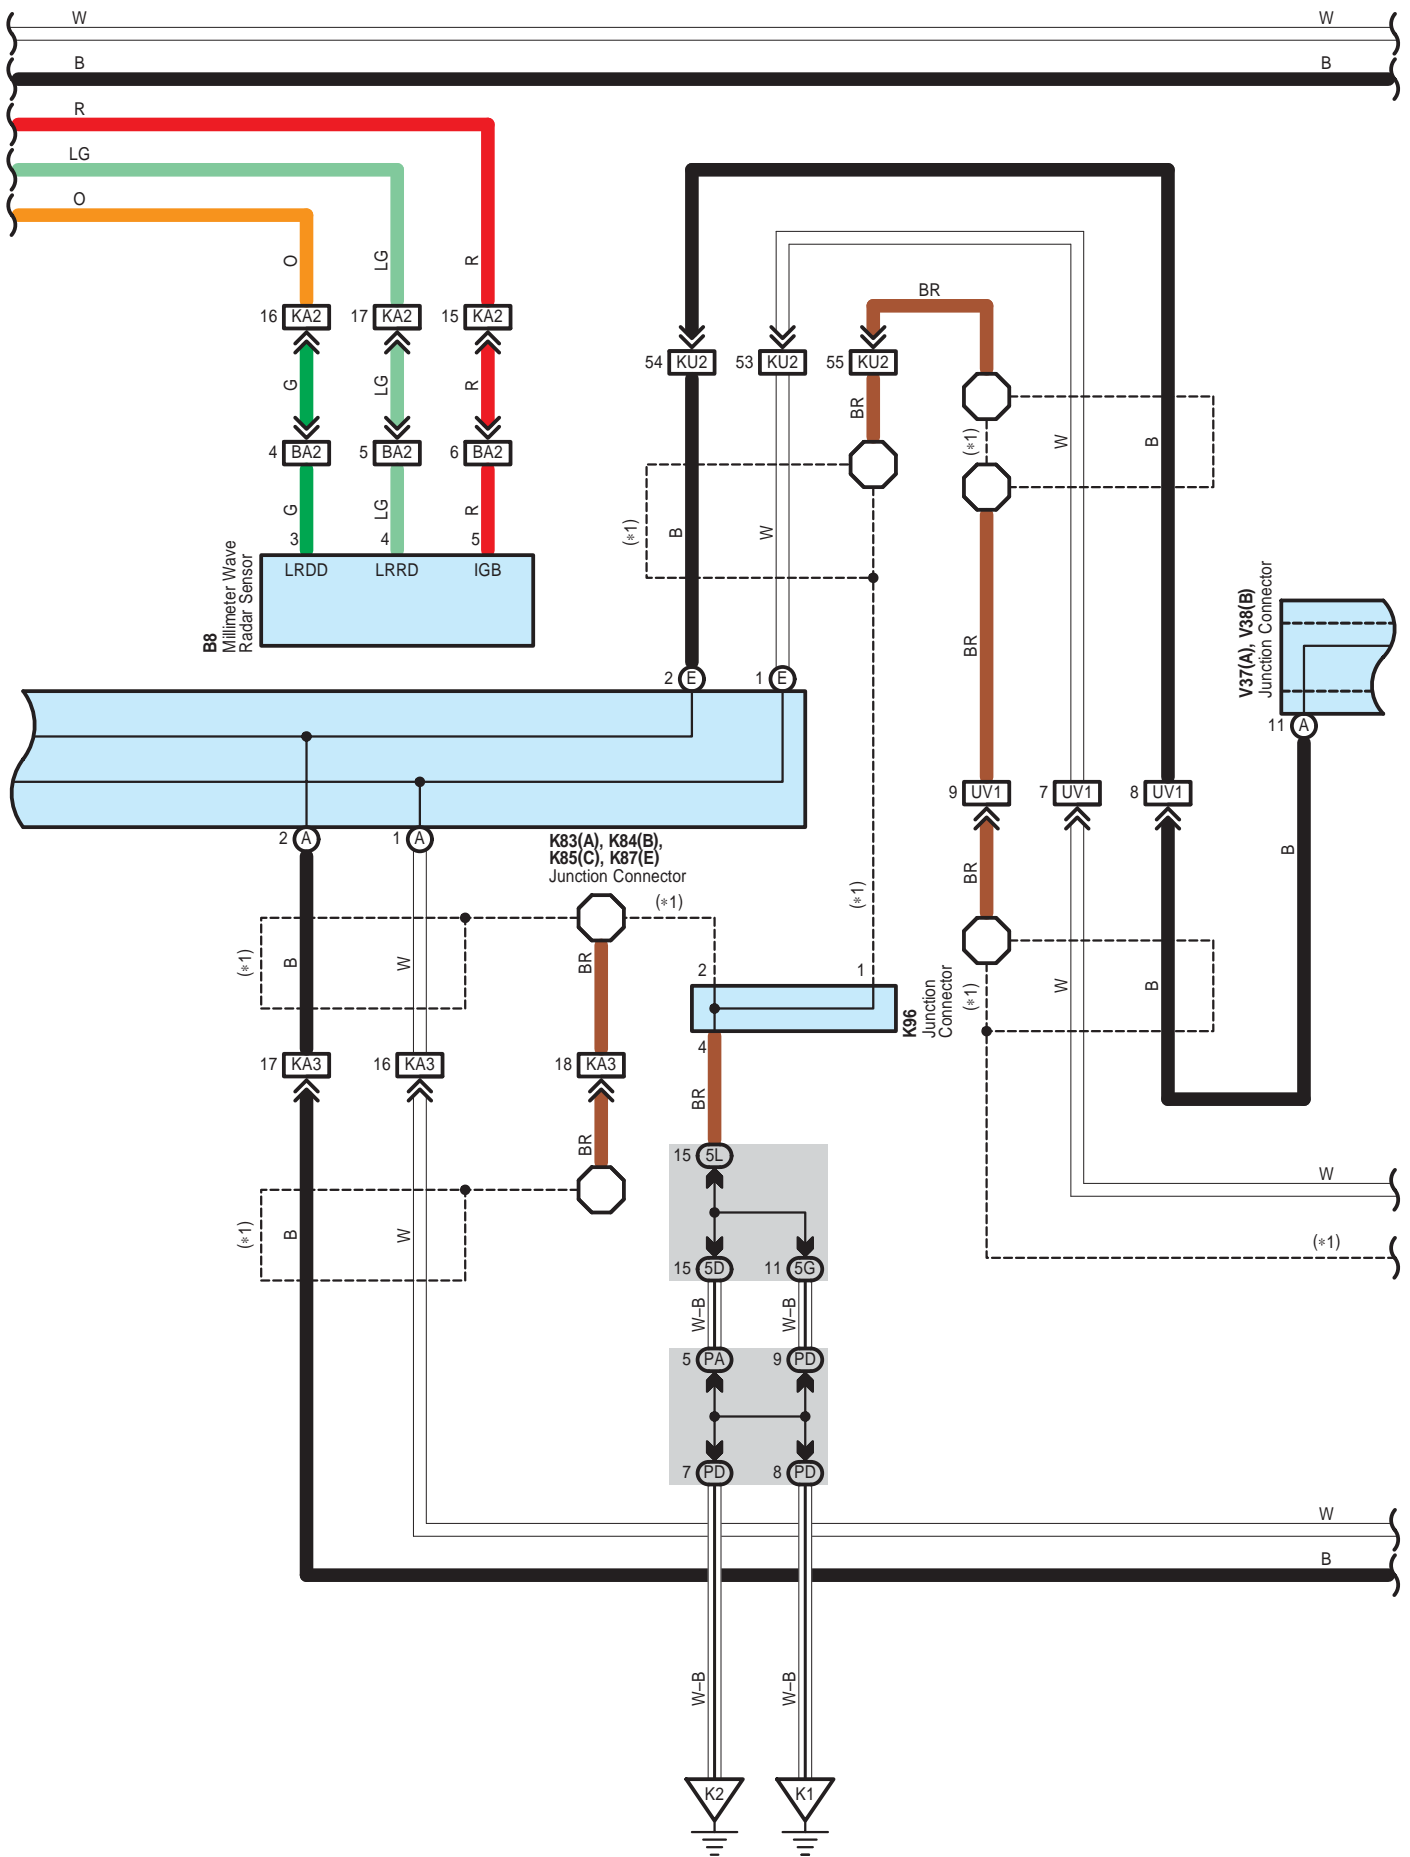 W W
B B
R
LG
O
O LG R
BR
16 KA2 17 KA2 15 KA2
54 KU2 53 KU2 55 KU2
G LG R
BR
(*1) W B
4 BA2 5 BA2 6 BA2
G LG R
(*1) B W
3 4 5
LRDD LRRD IGB
B8
Millimeter Wave
Radar Sensor
BR
V37(A), V38(B)
Junction Connector
2 E 1 E
11 A
9 UV1 7 UV1 8 UV1
2 A 1 A
K83(A), K84(B),
K85(C), K87(E)
Junction Connector
BR
B
(*1)
(*1)
(*1) B W BR
2 1
K96
Junction
Connector
(*1) W B
4
17 KA3 16 KA3 18 KA3
BR
BR
15 5L
W
(*1) B W
(*1)
15 5D 11 5G
W–B W–B
5 PA 9 PD
7 PD 8 PD
W
B
W–B W–B
K2 K1